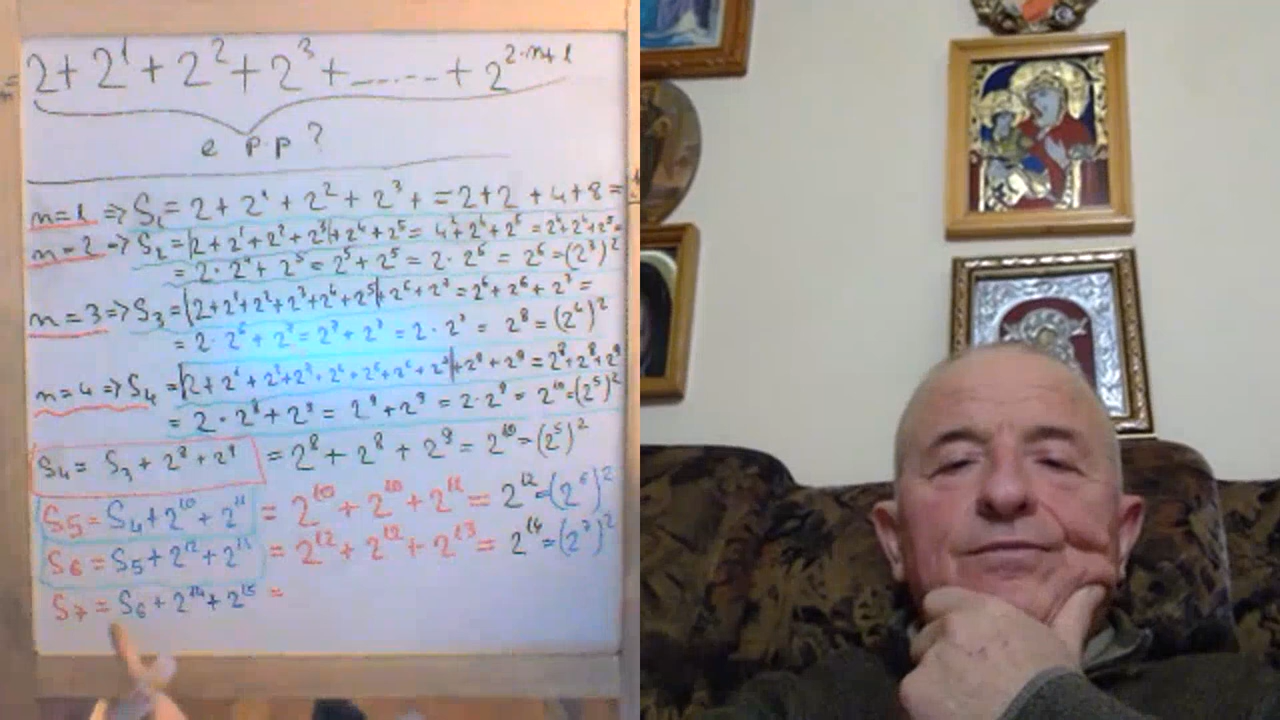 = 2 + 2¹ + 2² + 2³ + ...... + 2^(2·n+1)
e p.p ?
n=1 => S₁ = 2 + 2¹ + 2² + 2³ + = 2+2 + 4+8 =
n=2 => S₂ = |2+2¹+2²+2³|+2⁴+2⁵ = 4²+2⁴+2⁵ = 2⁴+2⁴+2⁵ =
= 2·2⁴+2⁵ = 2⁵+2⁵ = 2·2⁵ = 2⁶ = (2³)²
n=3 => S₃ = |2+2¹+2²+2³+2⁴+2⁵|+2⁶+2⁷ = 2⁶+2⁶+2⁷ =
= 2·2⁶ + 2⁷ = 2⁷ + 2⁷ = 2·2⁷ = 2⁸ = (2⁴)²
n=4 => S₄ = |2+2¹+2²+2³+2⁴+2⁵+2⁶+2⁷|+2⁸+2⁹ = 2⁸+2⁸+2⁹
= 2·2⁸+2⁹ = 2⁹+2⁹ = 2·2⁹ = 2¹⁰ = (2⁵)²
S₄ = S₃ + 2⁸ + 2⁹ = 2⁸ + 2⁸ + 2⁹ = 2¹⁰ = (2⁵)²
S₅ = S₄ + 2¹⁰ + 2¹¹ = 2¹⁰ + 2¹⁰ + 2¹¹ = 2¹² = (2⁶)²
S₆ = S₅ + 2¹² + 2¹³ = 2¹² + 2¹² + 2¹³ = 2¹⁴ = (2⁷)²
S₇ = S₆ + 2¹⁴ + 2¹⁵ =